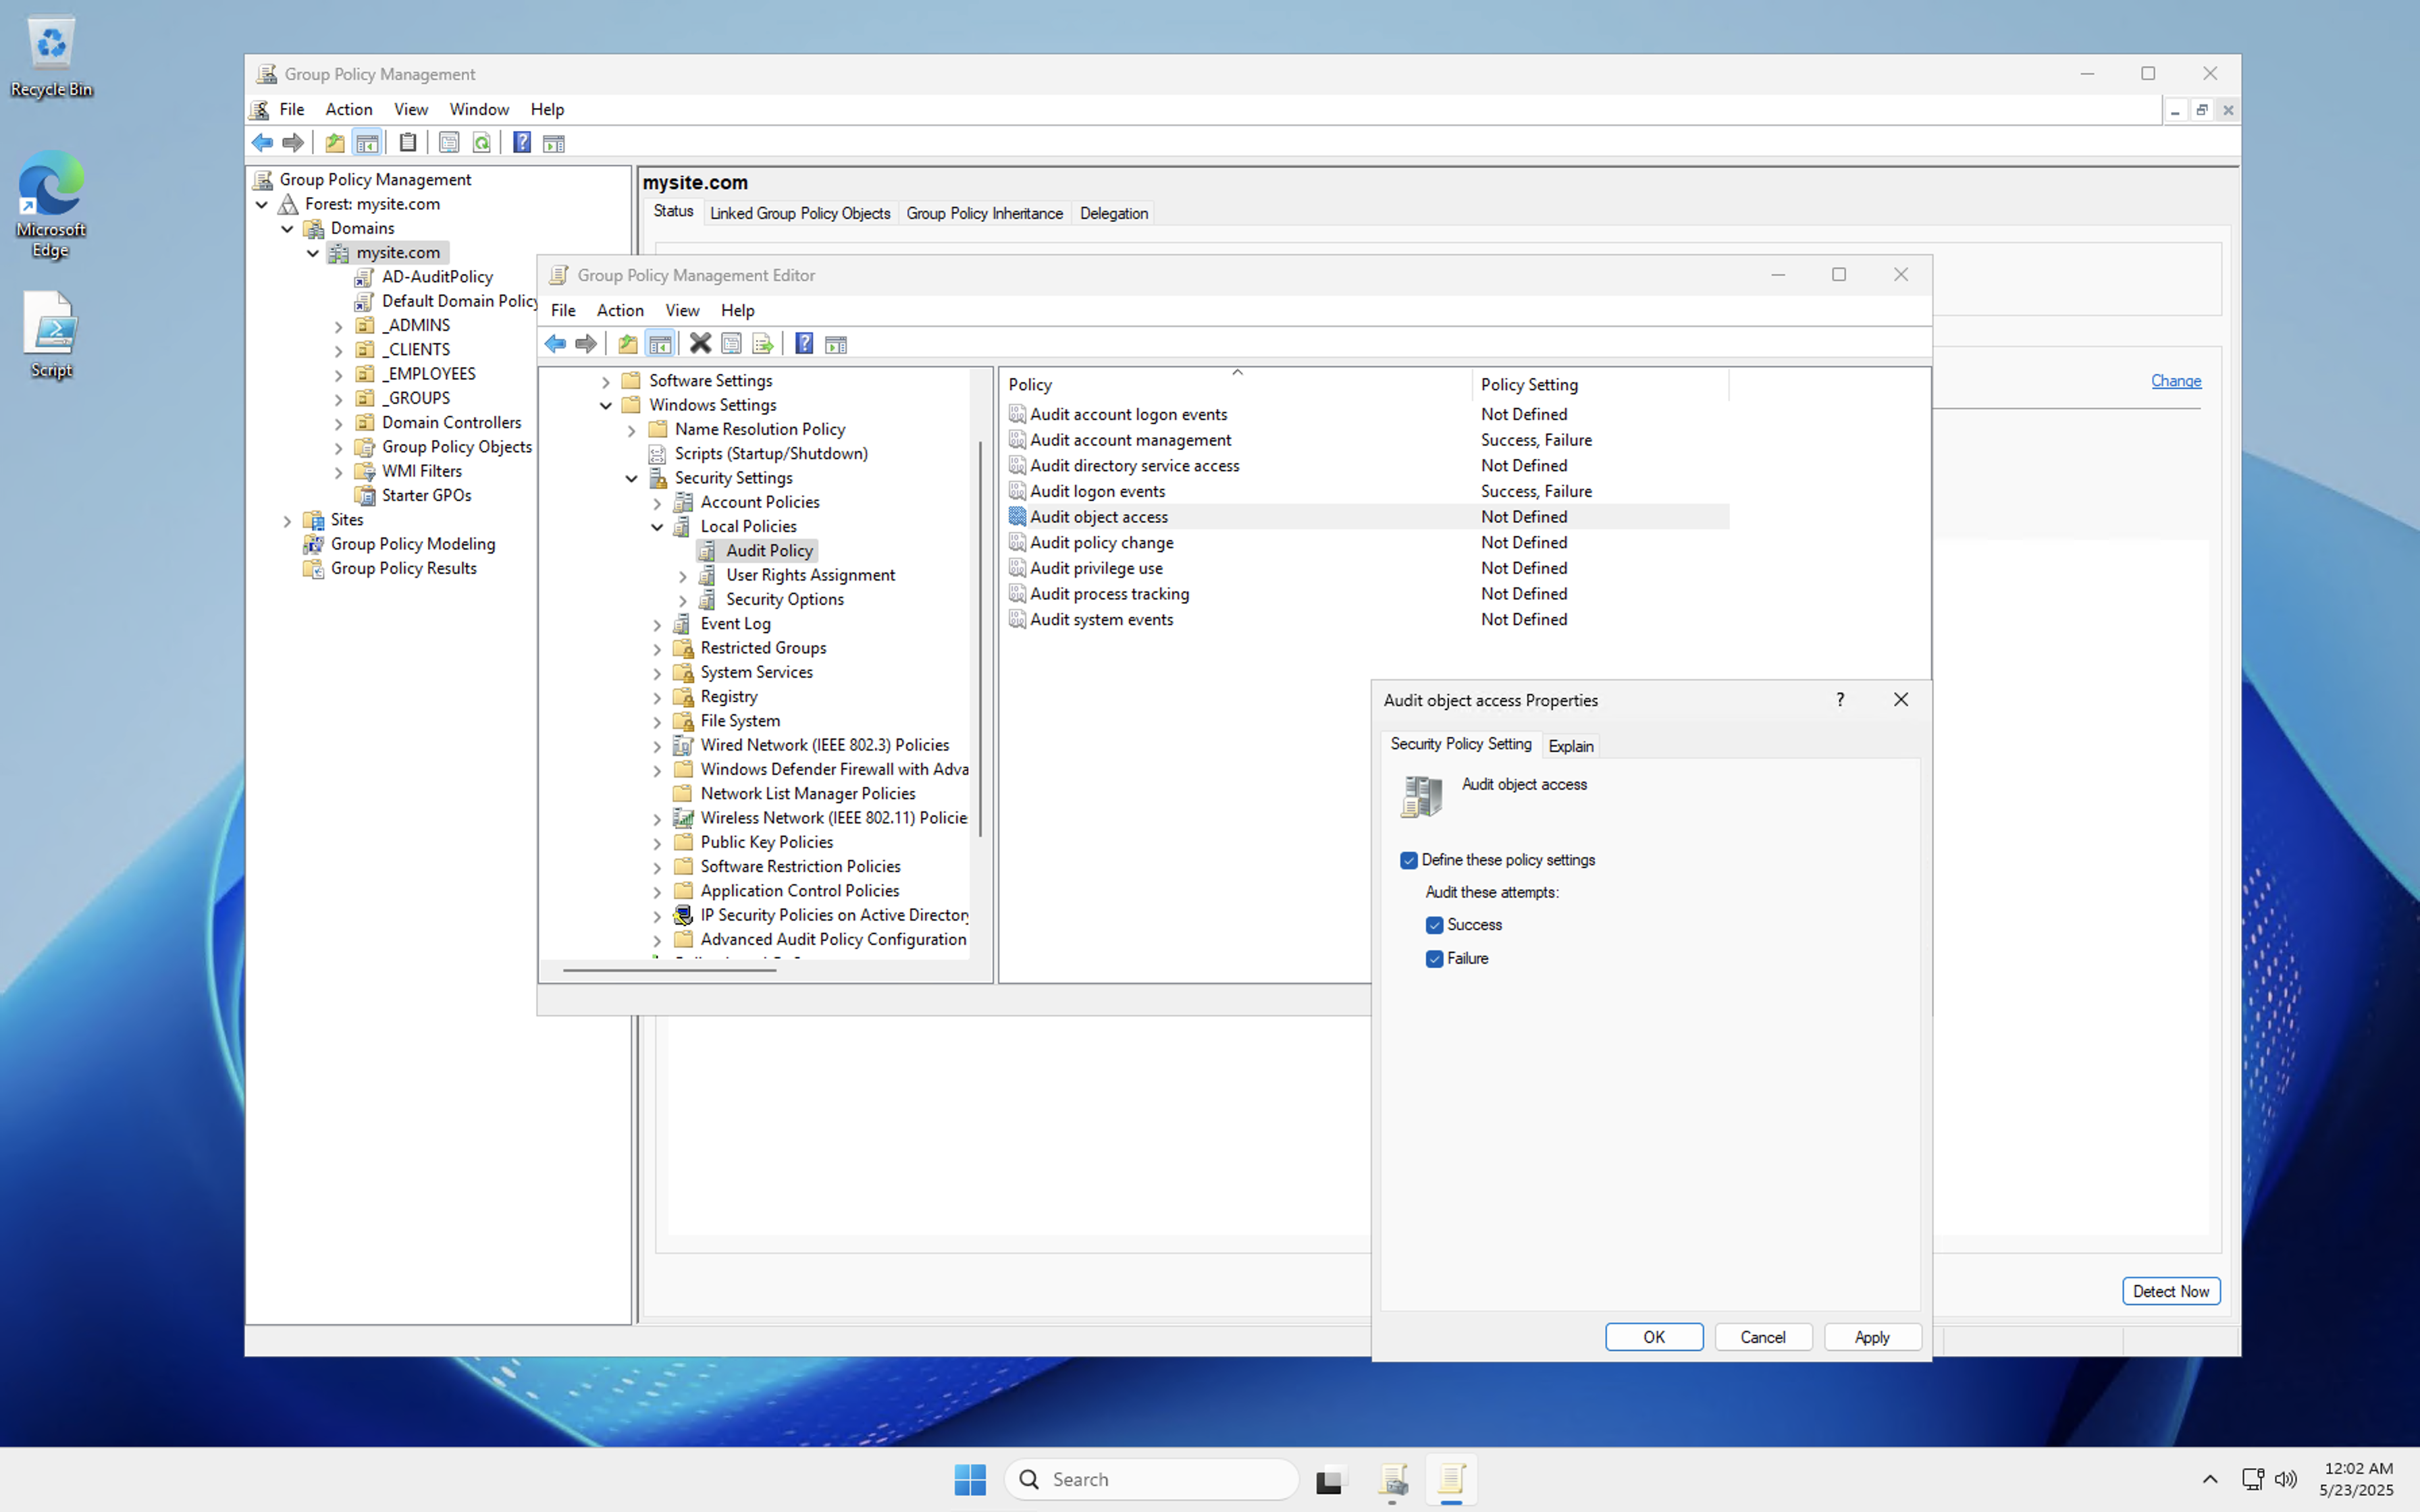 Recycle Bin
Microsoft
Edge
Script
Group Policy Management
File Action View Window Help
Group Policy Management
Forest: mysite.com
Domains
mysite.com
AD-AuditPolicy
Default Domain Policy
_ADMINS
_CLIENTS
_EMPLOYEES
_GROUPS
Domain Controllers
Group Policy Objects
WMI Filters
Starter GPOs
Sites
Group Policy Modeling
Group Policy Results
mysite.com
Status Linked Group Policy Objects Group Policy Inheritance Delegation
Change
Detect Now
Group Policy Management Editor
File Action View Help
Software Settings
Windows Settings
Name Resolution Policy
Scripts (Startup/Shutdown)
Security Settings
Account Policies
Local Policies
Audit Policy
User Rights Assignment
Security Options
Event Log
Restricted Groups
System Services
Registry
File System
Wired Network (IEEE 802.3) Policies
Windows Defender Firewall with Adva
Network List Manager Policies
Wireless Network (IEEE 802.11) Policie
Public Key Policies
Software Restriction Policies
Application Control Policies
IP Security Policies on Active Directory
Advanced Audit Policy Configuration
Policy Policy Setting
Audit account logon events Not Defined
Audit account management Success, Failure
Audit directory service access Not Defined
Audit logon events Success, Failure
Audit object access Not Defined
Audit policy change Not Defined
Audit privilege use Not Defined
Audit process tracking Not Defined
Audit system events Not Defined
Audit object access Properties
Security Policy Setting Explain
Audit object access
Define these policy settings
Audit these attempts:
Success
Failure
OK Cancel Apply
Search
12:02 AM
5/23/2025